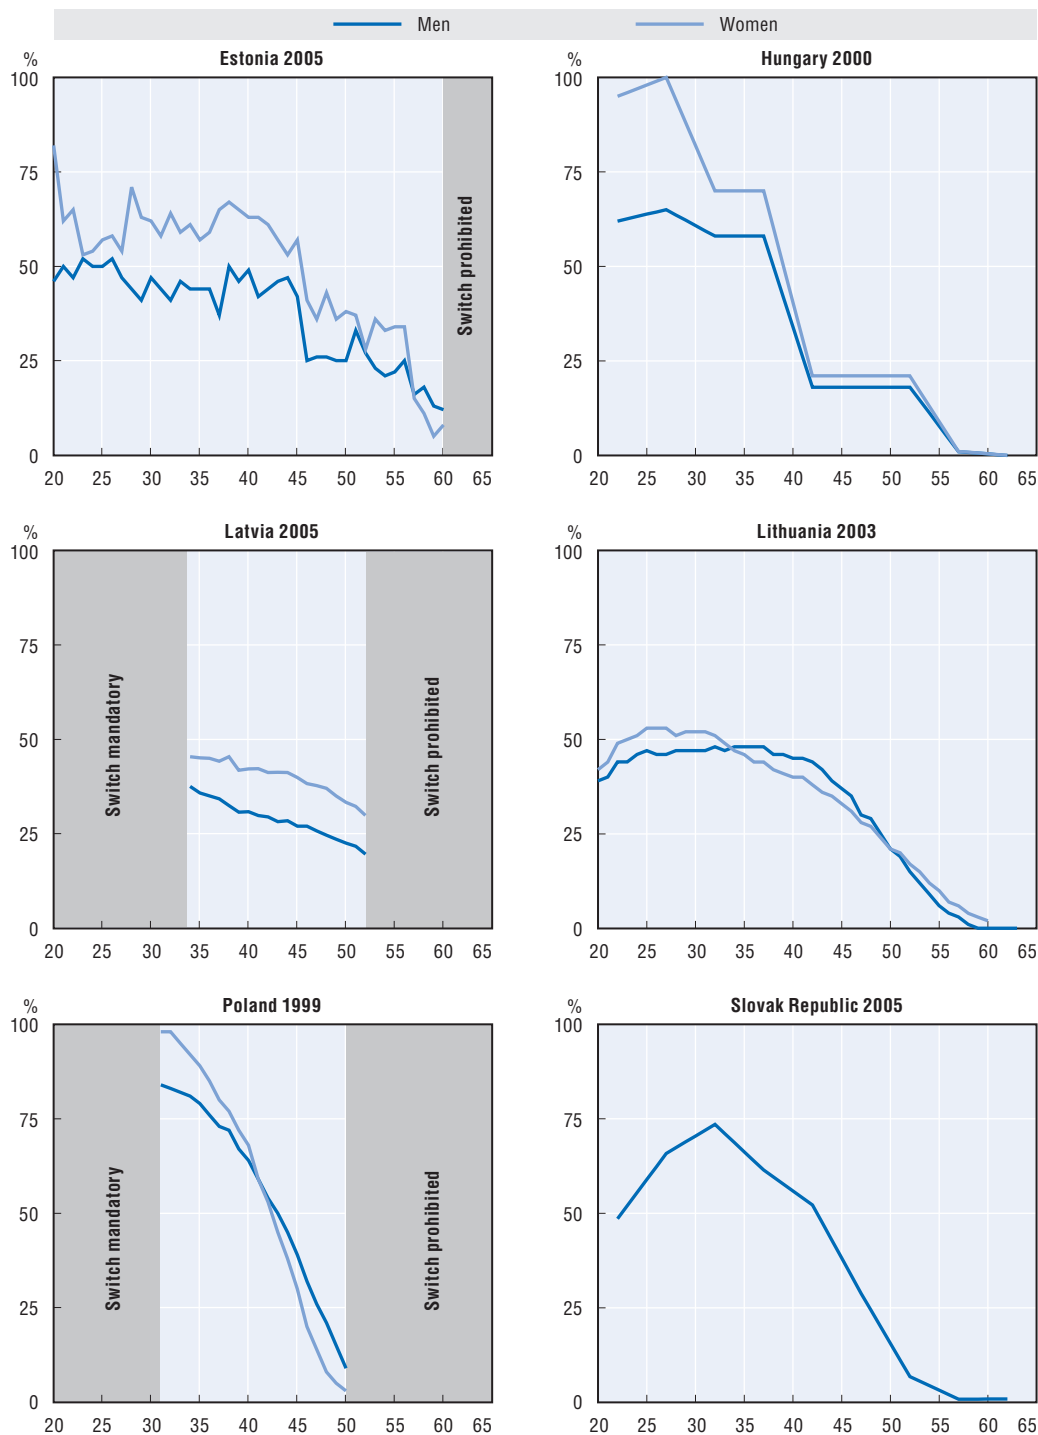 Men Women
% Estonia 2005
100
75
50
25
0
Switch prohibited
20 25 30 35 40 45 50 55 60 65
% Hungary 2000
100
75
50
25
0
20 25 30 35 40 45 50 55 60 65
% Latvia 2005
100
75
50
25
0
Switch mandatory
Switch prohibited
20 25 30 35 40 45 50 55 60 65
% Lithuania 2003
100
75
50
25
0
20 25 30 35 40 45 50 55 60 65
% Poland 1999
100
75
50
25
0
Switch mandatory
Switch prohibited
20 25 30 35 40 45 50 55 60 65
% Slovak Republic 2005
100
75
50
25
0
20 25 30 35 40 45 50 55 60 65